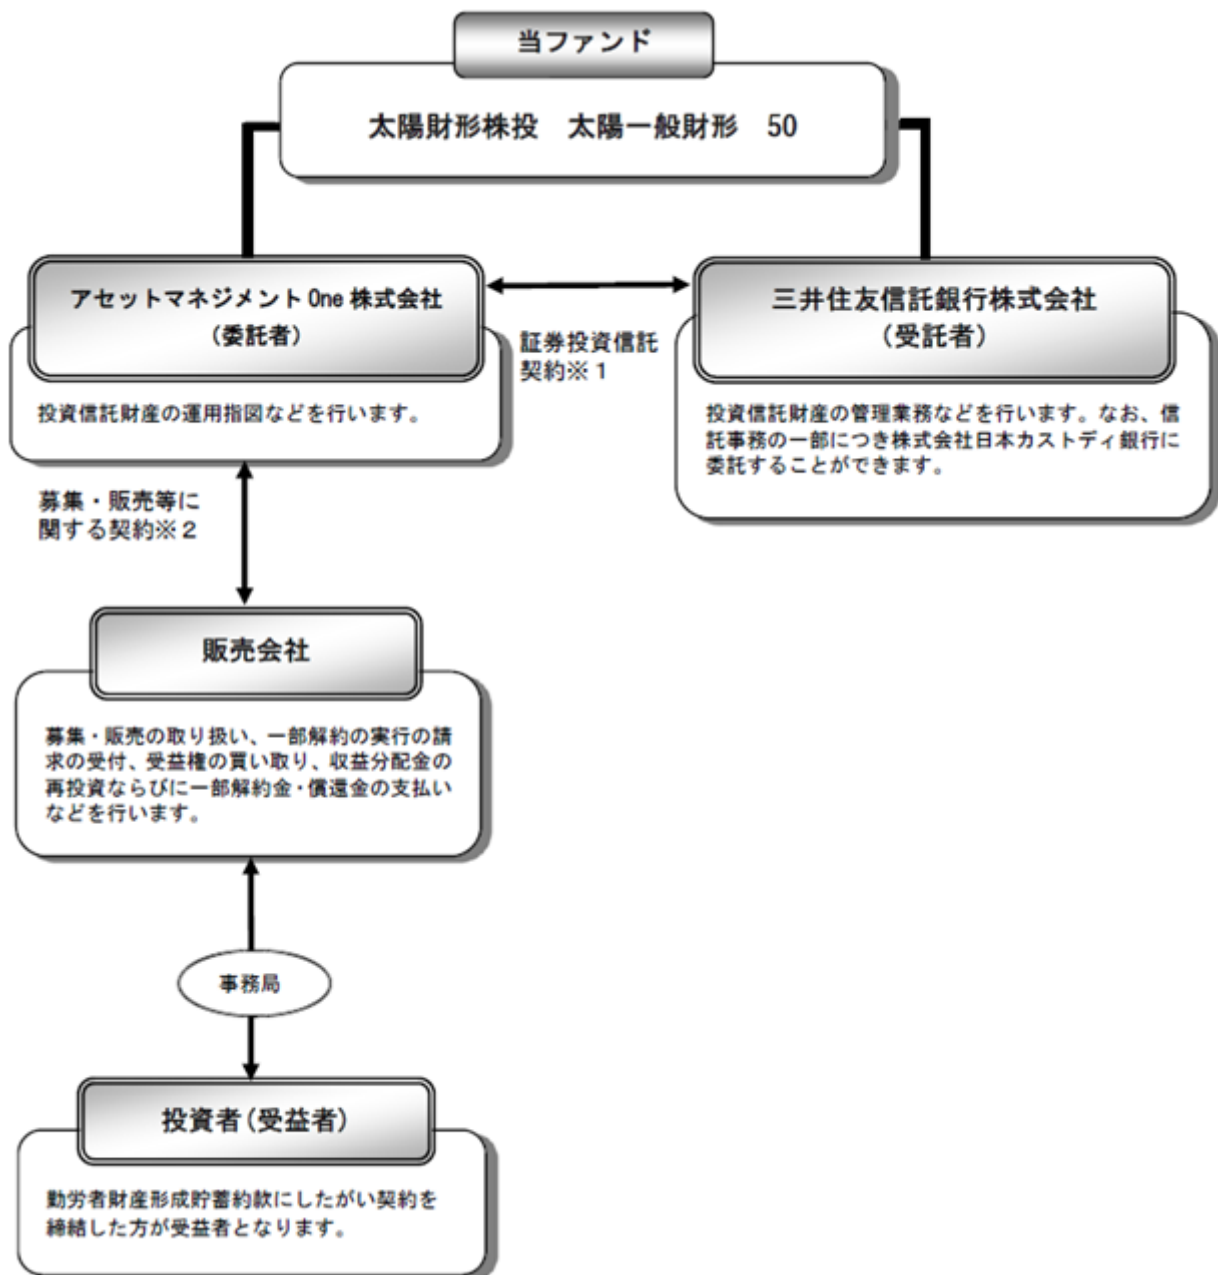 当ファンド
太陽財形株投　太陽一般財形　50
アセットマネジメント One 株式会社
（委託者）
投資信託財産の運用指図などを行います。
証券投資信託
契約※１
三井住友信託銀行株式会社
（受託者）
投資信託財産の管理業務などを行います。なお、信
託事務の一部につき株式会社日本カストディ銀行に
委託することができます。
募集・販売等に
関する契約※２
販売会社
募集・販売の取り扱い、一部解約の実行の請
求の受付、受益権の買い取り、収益分配金の
再投資ならびに一部解約金・償還金の支払い
などを行います。
事務局
投資者（受益者）
勤労者財産形成貯蓄約款にしたがい契約を
締結した方が受益者となります。